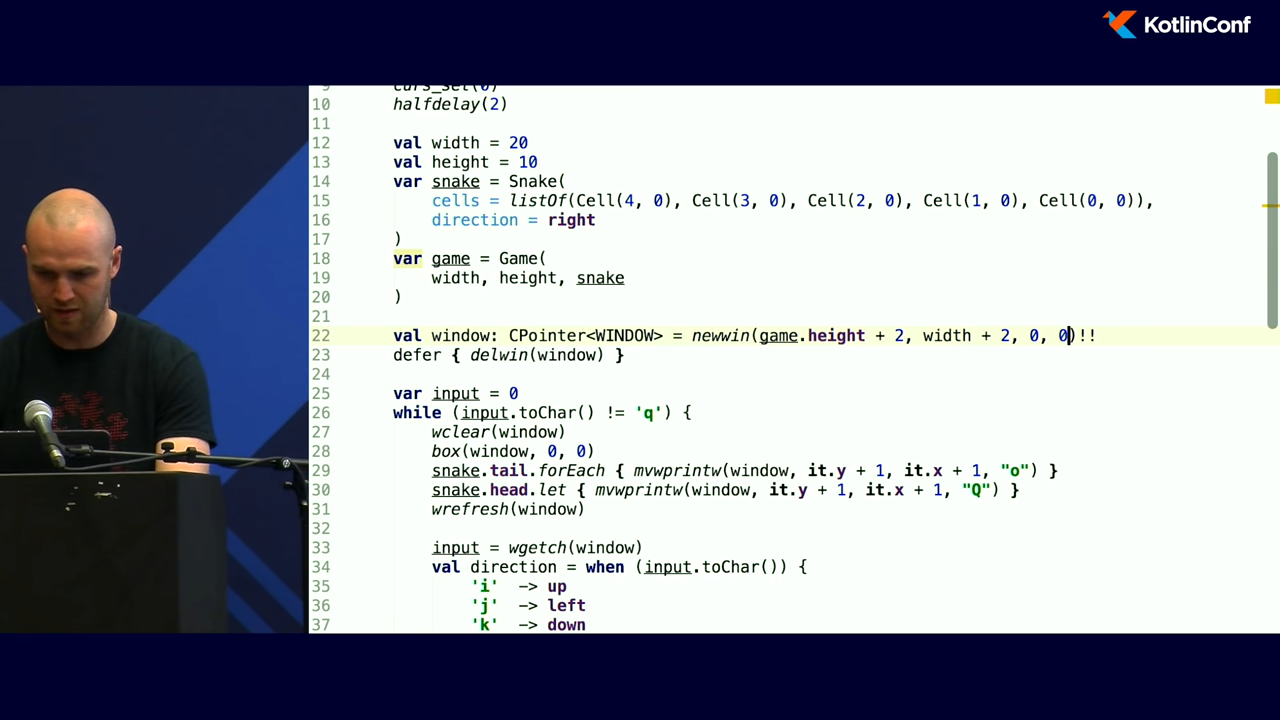 KotlinConf
9 curs_set(0)
10 halfdelay(2)
11
12 val width = 20
13 val height = 10
14 var snake = Snake(
15 cells = listOf(Cell(4, 0), Cell(3, 0), Cell(2, 0), Cell(1, 0), Cell(0, 0)),
16 direction = right
17 )
18 var game = Game(
19 width, height, snake
20 )
21
22 val window: CPointer<WINDOW> = newwin(game.height + 2, width + 2, 0, 0)!!
23 defer { delwin(window) }
24
25 var input = 0
26 while (input.toChar() != 'q') {
27 wclear(window)
28 box(window, 0, 0)
29 snake.tail.forEach { mvwprintw(window, it.y + 1, it.x + 1, "o") }
30 snake.head.let { mvwprintw(window, it.y + 1, it.x + 1, "Q") }
31 wrefresh(window)
32
33 input = wgetch(window)
34 val direction = when (input.toChar()) {
35 'i' -> up
36 'j' -> left
37 'k' -> down